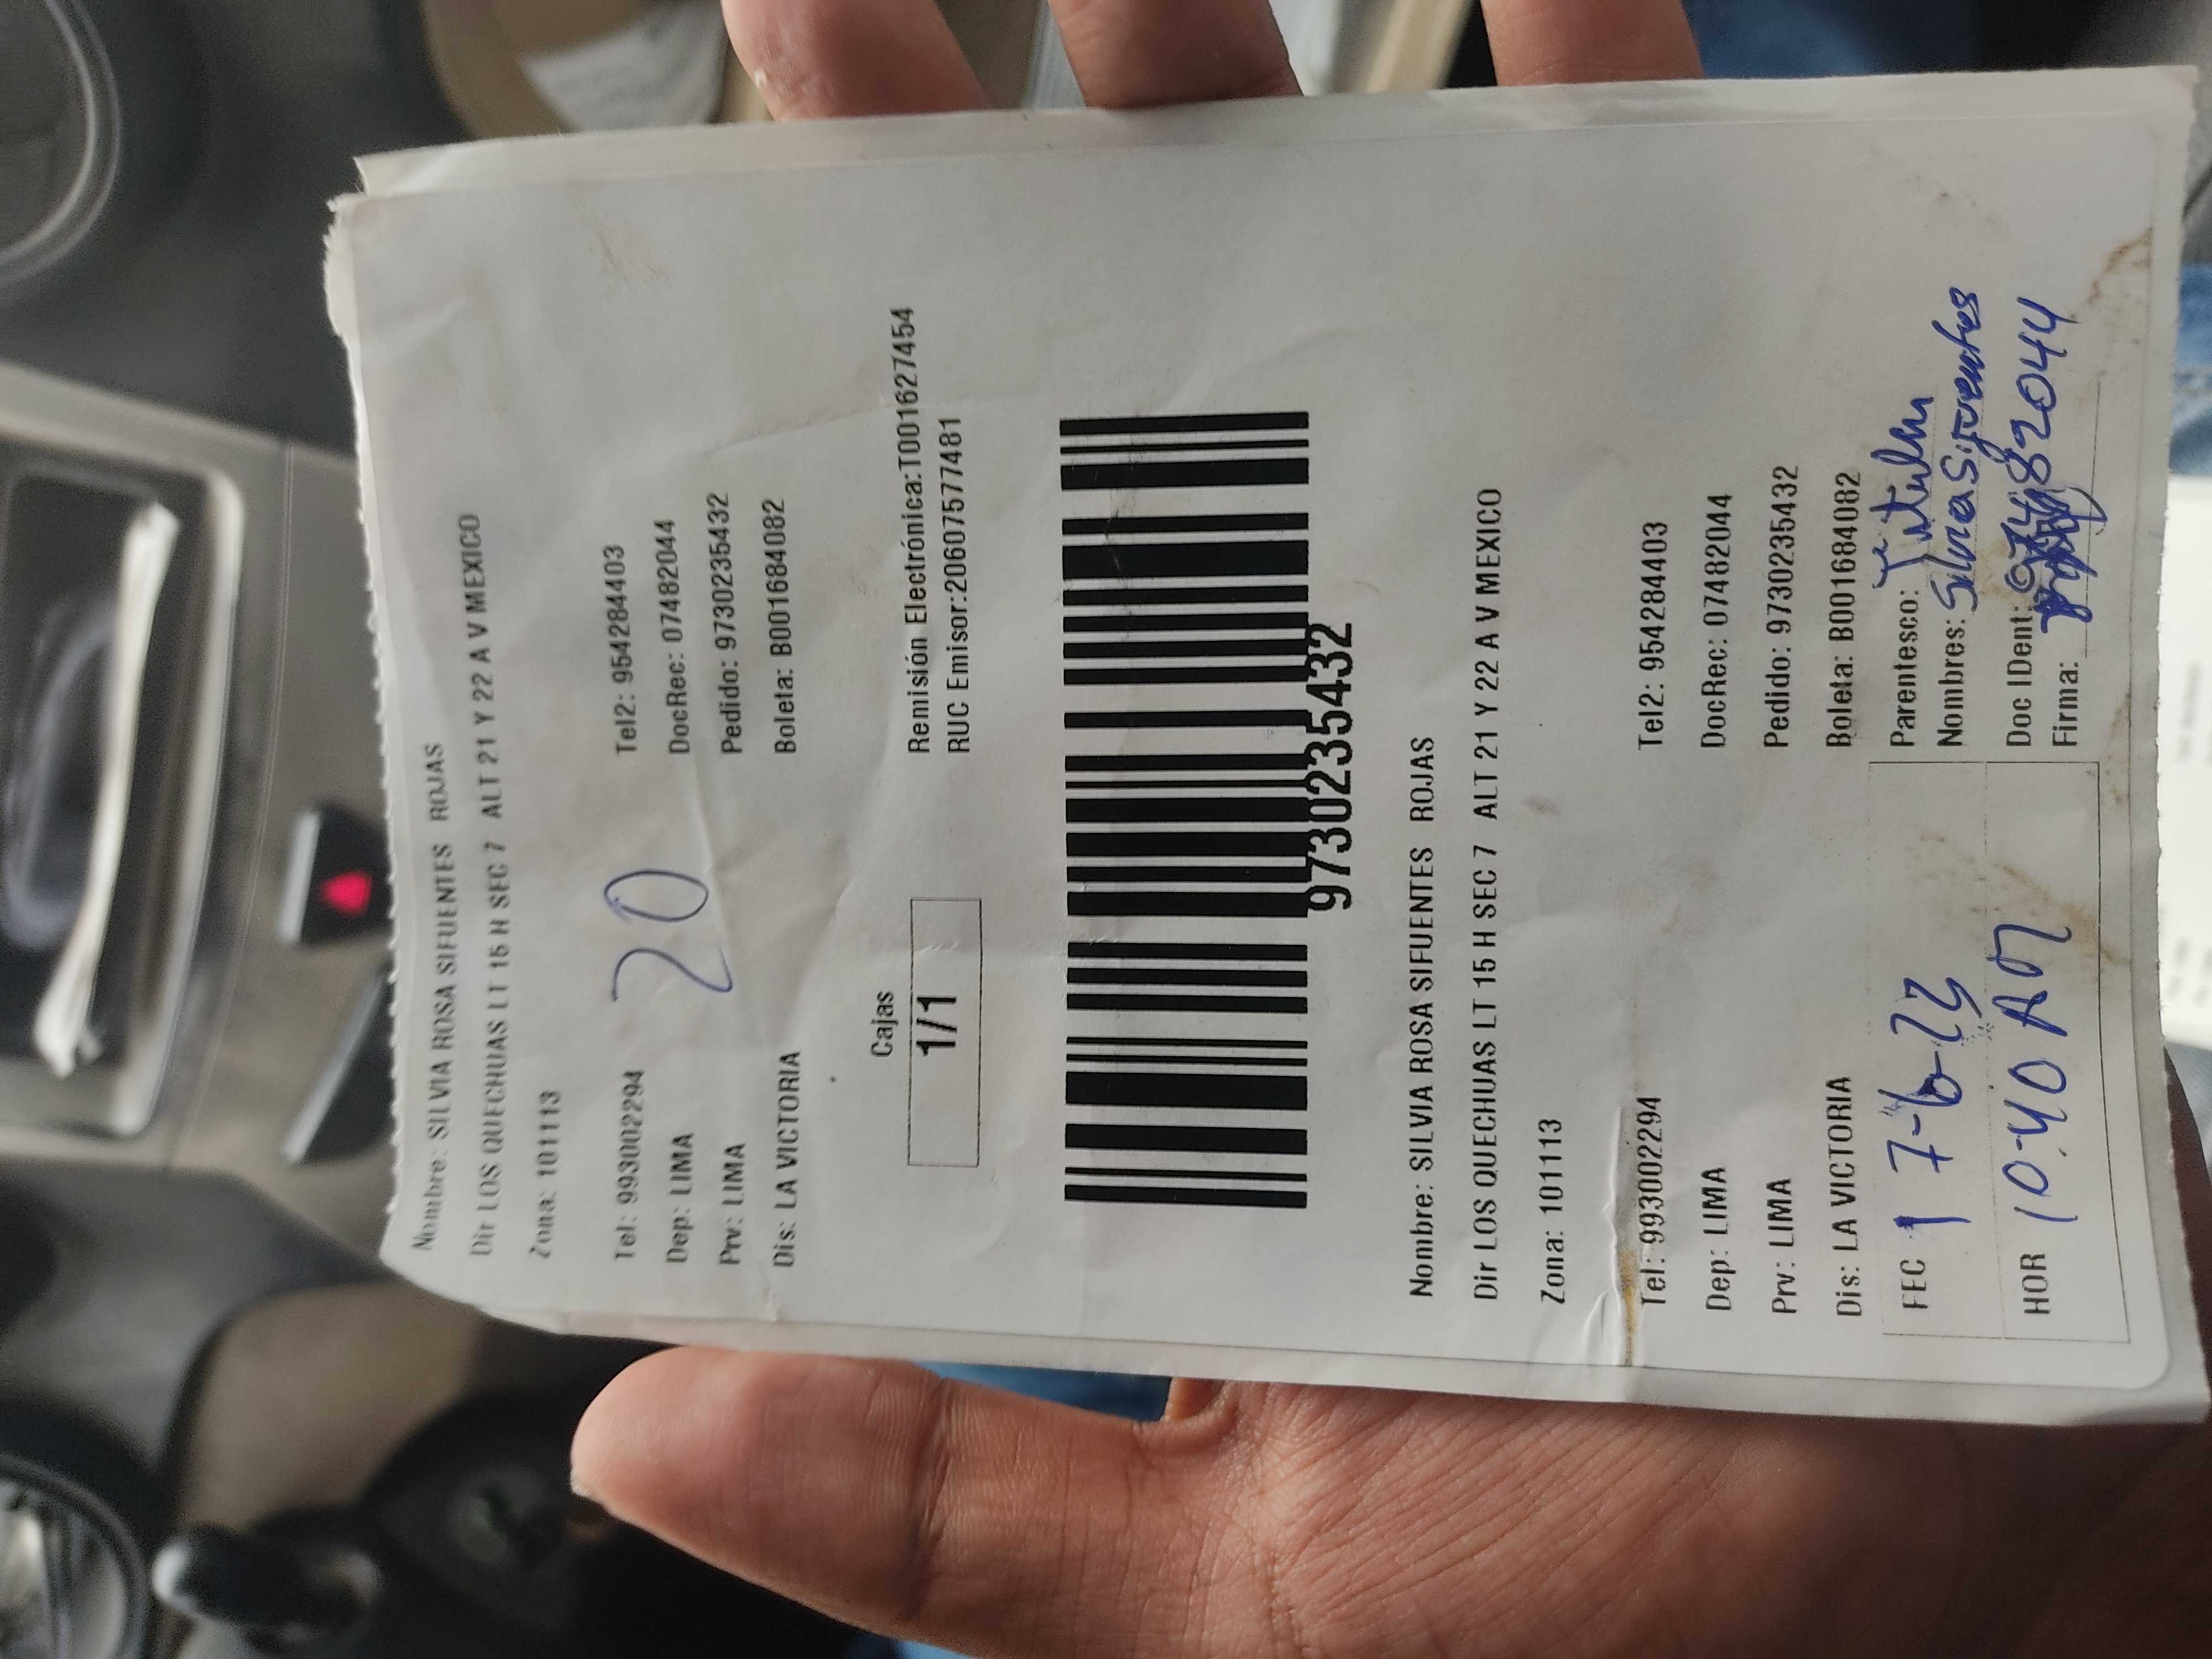 Nombre: SILVIA ROSA SIFUENTES ROJAS
Dir LOS QUECHUAS LT 15 H SEC 7 ALT 21 Y 22 A V MEXICO
Zona: 101113
Tel: 993002294 Tel2: 954284403
Dep: LIMA DocRec: 07482044
Prv: LIMA Pedido: 9730235432
Dis: LA VICTORIA Boleta: B001684082
20
Cajas
1/1
Remisión Electrónica:T001627454
RUC Emisor:20607577481
9730235432
Nombre: SILVIA ROSA SIFUENTES ROJAS
Dir LOS QUECHUAS LT 15 H SEC 7 ALT 21 Y 22 A V MEXICO
Zona: 101113
Tel: 993002294 Tel2: 954284403
Dep: LIMA DocRec: 07482044
Prv: LIMA Pedido: 9730235432
Dis: LA VICTORIA Boleta: B001684082
FEC 17-6-23 Parentesco: Titular
Nombres: Silvia Sifuentes
HOR 10-40 AM Doc IDent: 07482044
Firma: